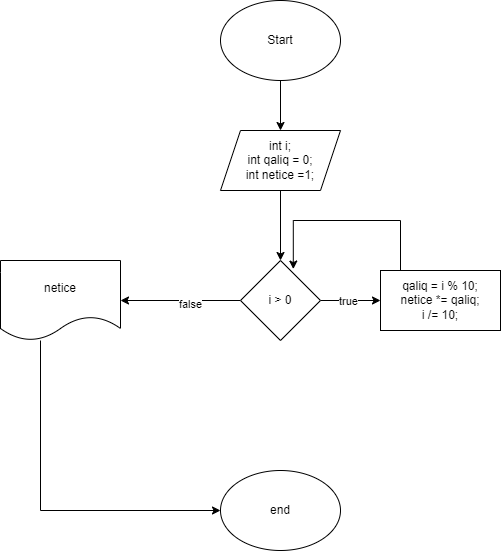 Start
int i;
int qaliq = 0;
int netice =1;
i > 0
true
qaliq = i % 10;
netice *= qaliq;
i /= 10;
false
netice
end